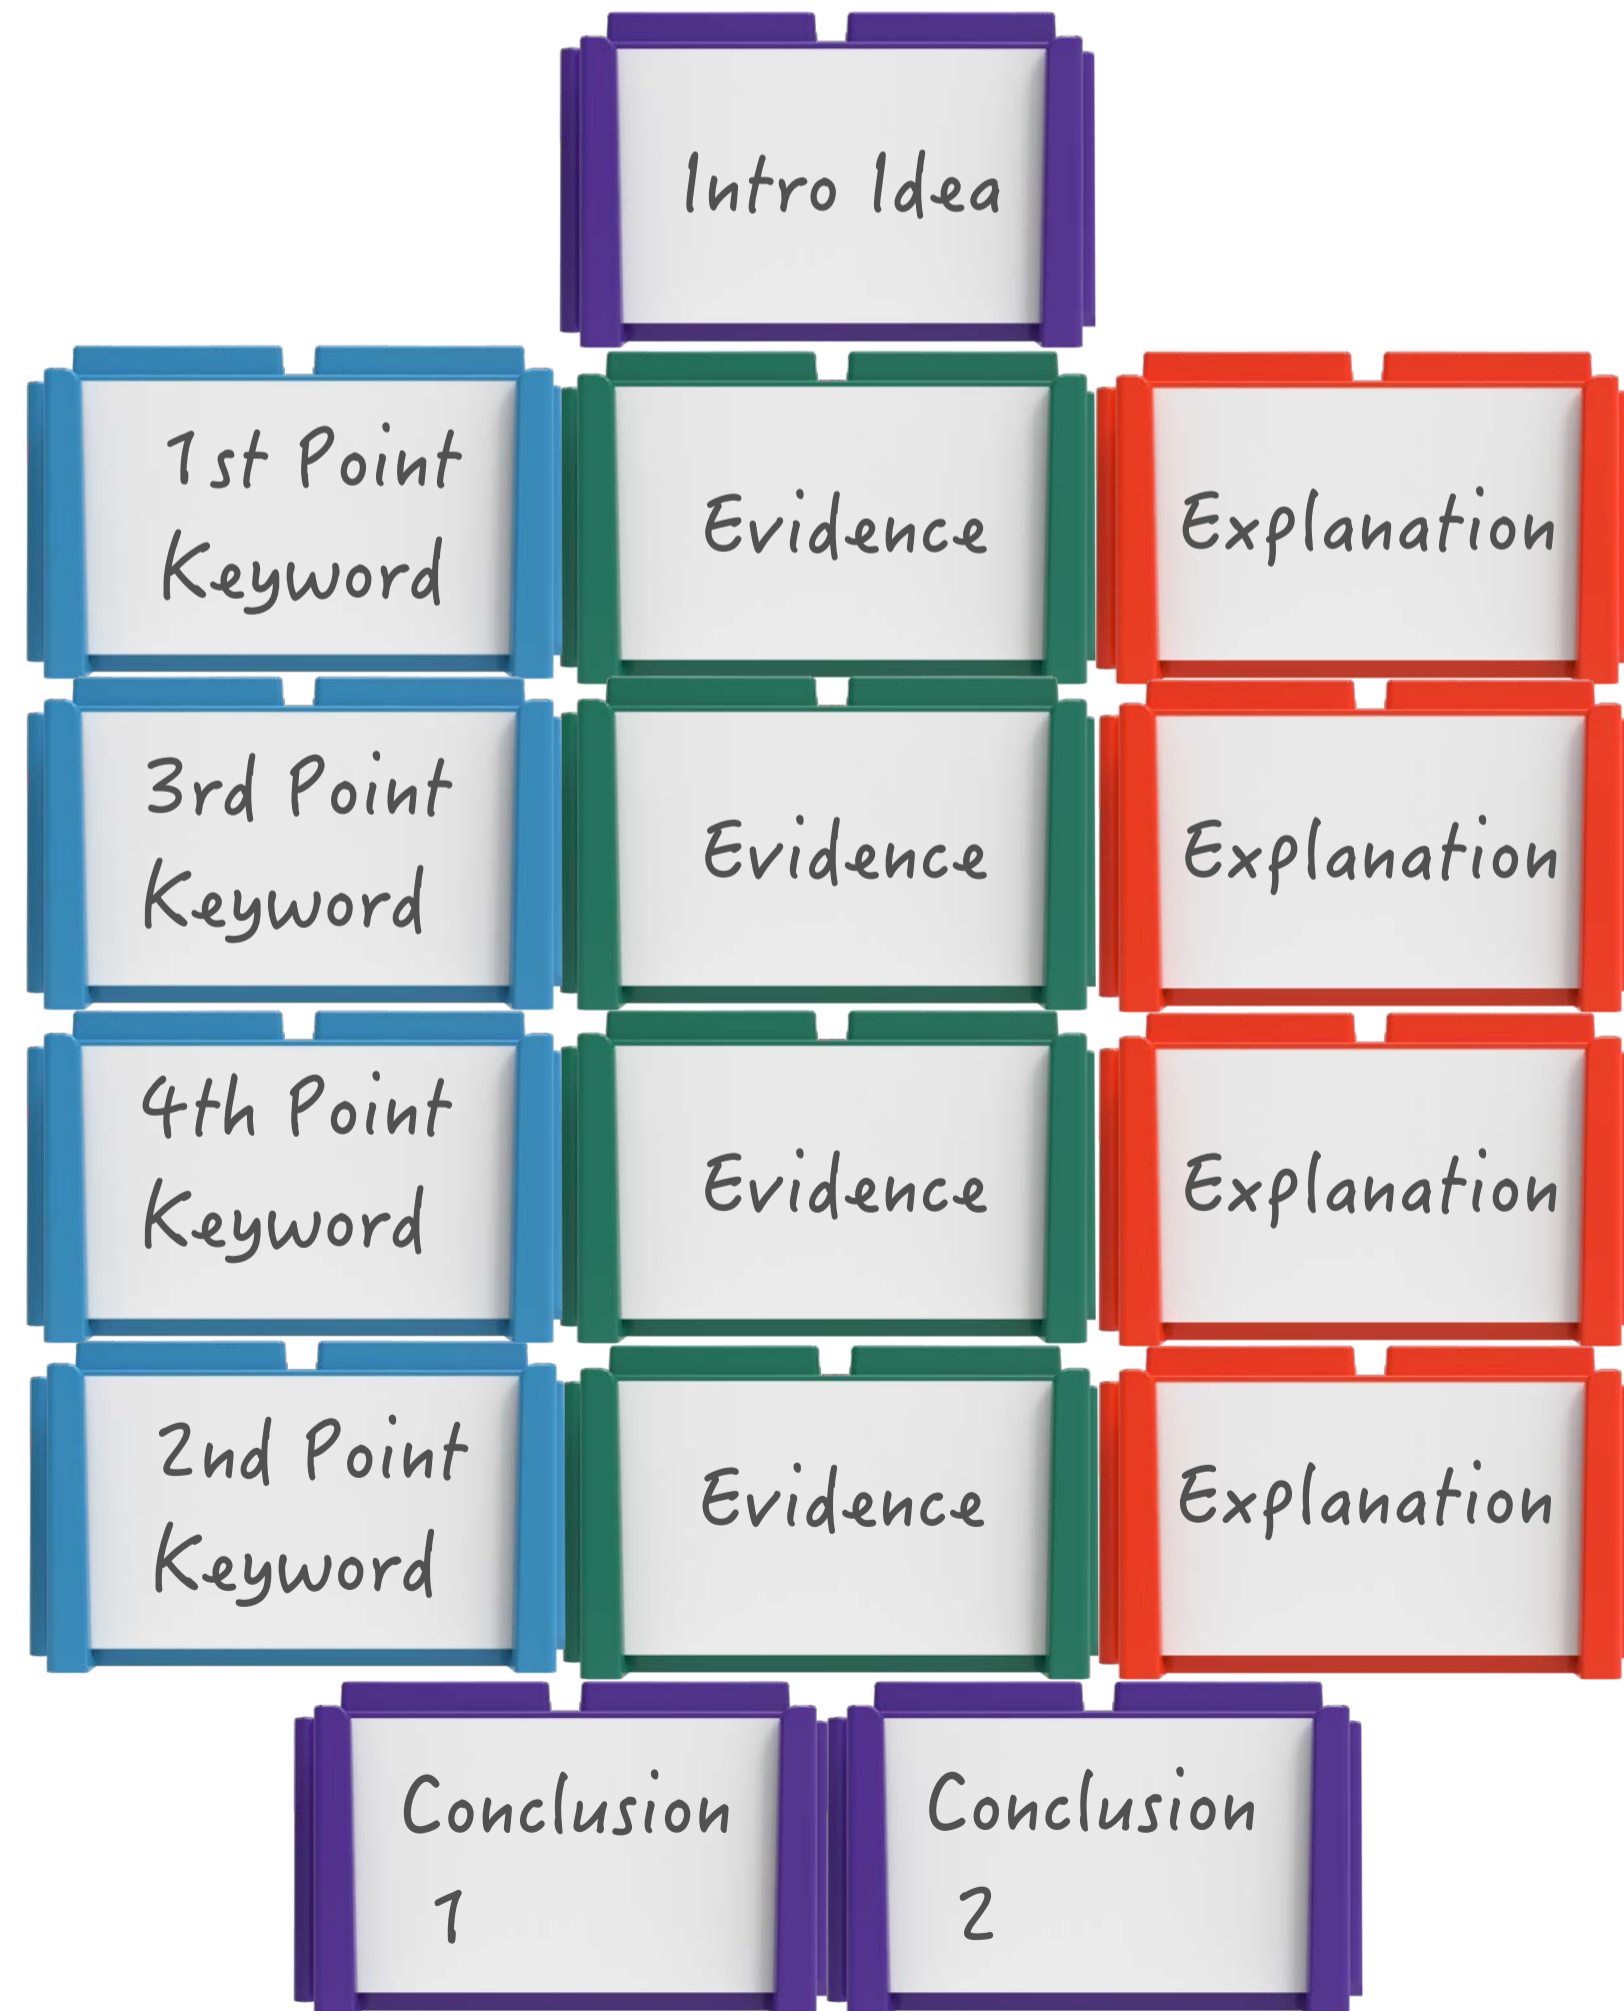 Intro Idea
1st Point
Keyword
Evidence
Explanation
3rd Point
Keyword
Evidence
Explanation
4th Point
Keyword
Evidence
Explanation
2nd Point
Keyword
Evidence
Explanation
Conclusion
1
Conclusion
2